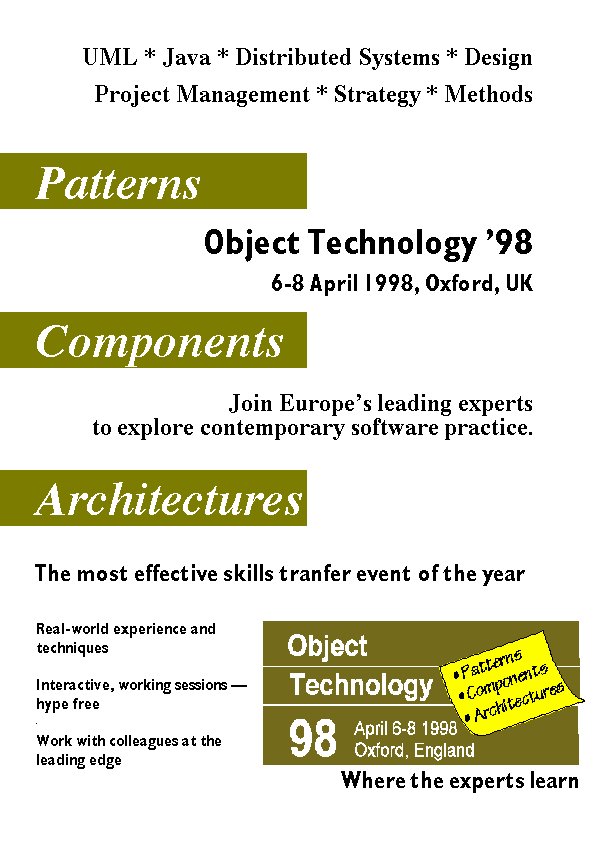 UML * Java * Distributed Systems * Design
Project Management * Strategy * Methods
Patterns
Object Technology ’98
6-8 April 1998, Oxford, UK
Components
Join Europe’s leading experts
to explore contemporary software practice.
Architectures
The most effective skills tranfer event of the year
Real-world experience and
techniques
Interactive, working sessions —
hype free
Work with colleagues at the
leading edge
Object
Technology
98
April 6-8 1998
Oxford, England
• Patterns
• Components
• Architectures
Where the experts learn